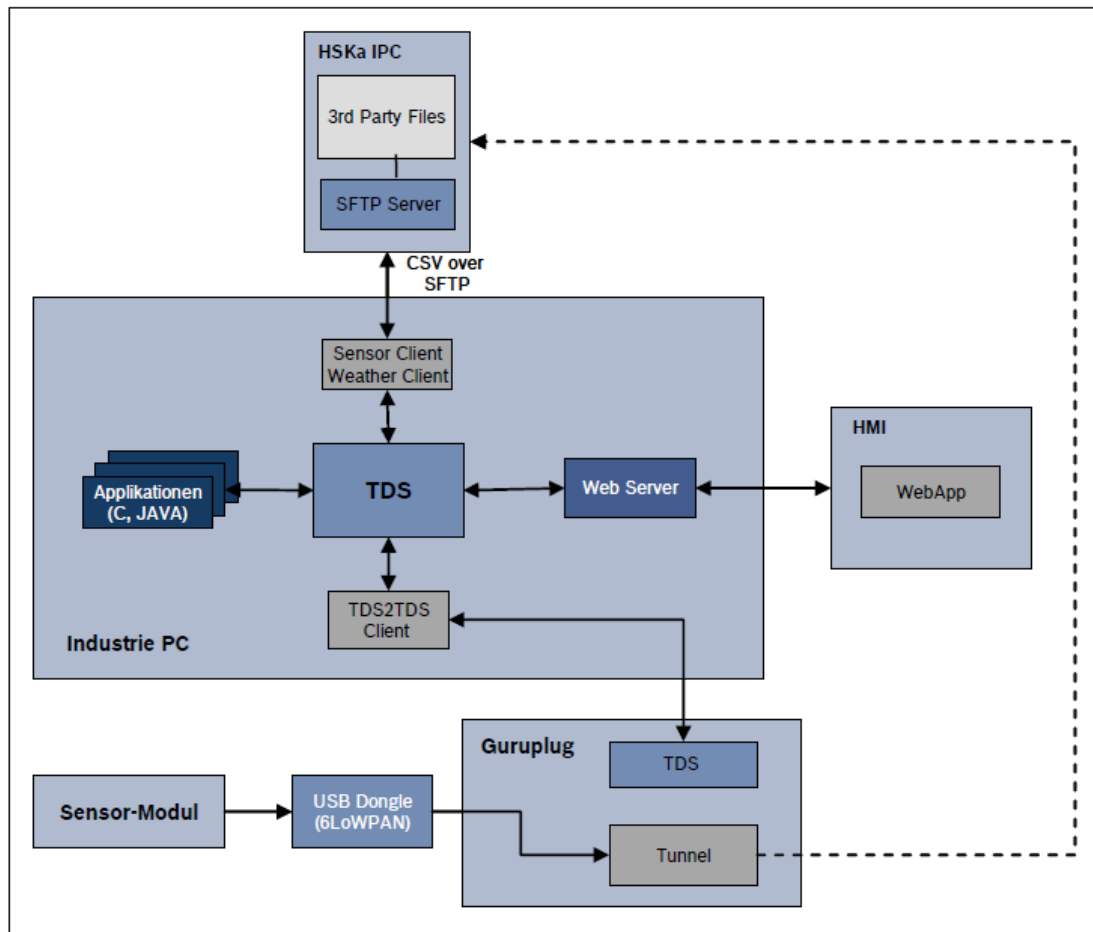 HSKa IPC
3rd Party Files
SFTP Server
CSV over
SFTP
Sensor Client
Weather Client
Applikationen
(C, JAVA)
TDS
Web Server
HMI
WebApp
TDS2TDS
Client
Industrie PC
Guruplug
TDS
Sensor-Modul
USB Dongle
(6LoWPAN)
Tunnel